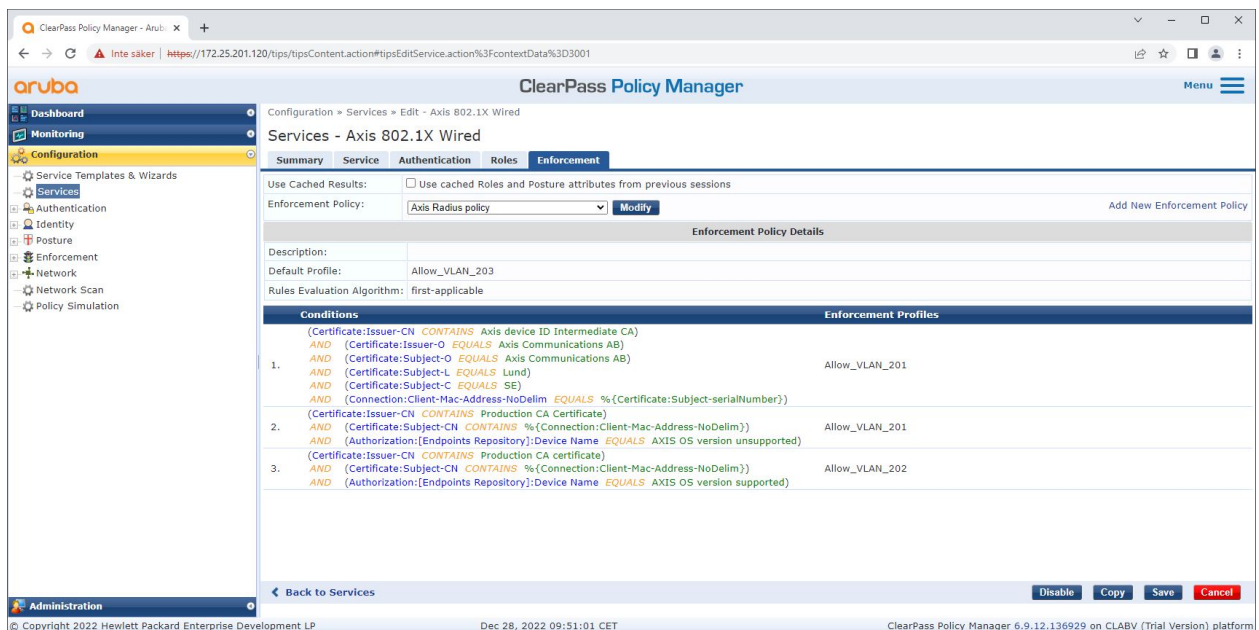 ClearPass Policy Manager - Arub
Inte säker | https://172.25.201.120/tips/tipsContent.action#tipsEditService.action%3FcontextData%3D3001
aruba
ClearPass Policy Manager
Menu
Dashboard
Monitoring
Configuration
Service Templates & Wizards
Services
Authentication
Identity
Posture
Enforcement
Network
Network Scan
Policy Simulation
Administration
Configuration » Services » Edit - Axis 802.1X Wired
Services - Axis 802.1X Wired
Summary Service Authentication Roles Enforcement
Use Cached Results: Use cached Roles and Posture attributes from previous sessions
Enforcement Policy: Axis Radius policy Modify Add New Enforcement Policy
Enforcement Policy Details
Description:
Default Profile: Allow_VLAN_203
Rules Evaluation Algorithm: first-applicable
Conditions Enforcement Profiles
(Certificate:Issuer-CN CONTAINS Axis device ID Intermediate CA)
AND (Certificate:Issuer-O EQUALS Axis Communications AB)
AND (Certificate:Subject-O EQUALS Axis Communications AB)
1. AND (Certificate:Subject-L EQUALS Lund) Allow_VLAN_201
AND (Certificate:Subject-C EQUALS SE)
AND (Connection:Client-Mac-Address-NoDelim EQUALS %{Certificate:Subject-serialNumber})
(Certificate:Issuer-CN CONTAINS Production CA Certificate)
2. AND (Certificate:Subject-CN CONTAINS %{Connection:Client-Mac-Address-NoDelim}) Allow_VLAN_201
AND (Authorization:[Endpoints Repository]:Device Name EQUALS AXIS OS version unsupported)
(Certificate:Issuer-CN CONTAINS Production CA certificate)
3. AND (Certificate:Subject-CN CONTAINS %{Connection:Client-Mac-Address-NoDelim}) Allow_VLAN_202
AND (Authorization:[Endpoints Repository]:Device Name EQUALS AXIS OS version supported)
Back to Services Disable Copy Save Cancel
© Copyright 2022 Hewlett Packard Enterprise Development LP Dec 28, 2022 09:51:01 CET ClearPass Policy Manager 6.9.12.136929 on CLABV (Trial Version) platform